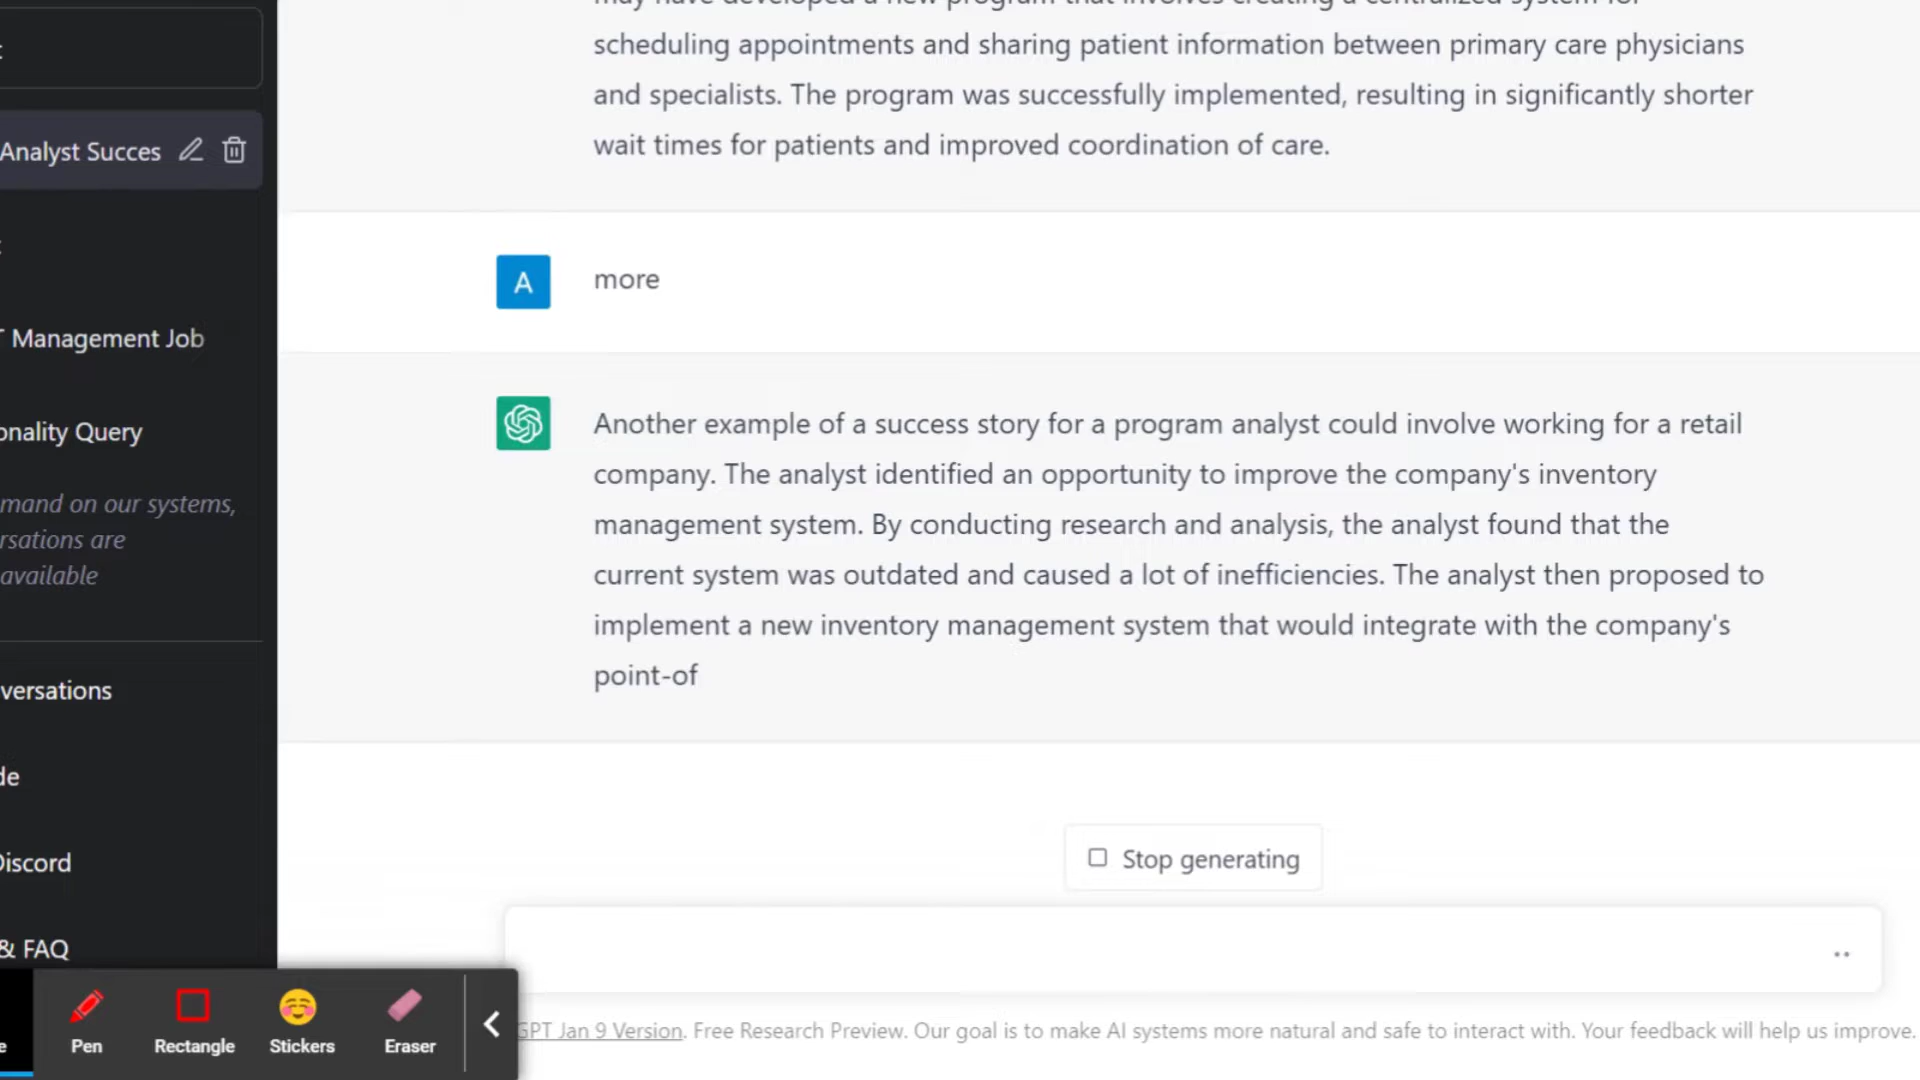 scheduling appointments and sharing patient information between primary care physicians
and specialists. The program was successfully implemented, resulting in significantly shorter
wait times for patients and improved coordination of care.
Analyst Succes
A
more
Management Job
onality Query
mand on our systems,
rsations are
available
Another example of a success story for a program analyst could involve working for a retail
company. The analyst identified an opportunity to improve the company's inventory
management system. By conducting research and analysis, the analyst found that the
current system was outdated and caused a lot of inefficiencies. The analyst then proposed to
implement a new inventory management system that would integrate with the company's
point-of
versations
de
Discord
& FAQ
Stop generating
GPT Jan 9 Version. Free Research Preview. Our goal is to make AI systems more natural and safe to interact with. Your feedback will help us improve.
Pen
Rectangle
Stickers
Eraser